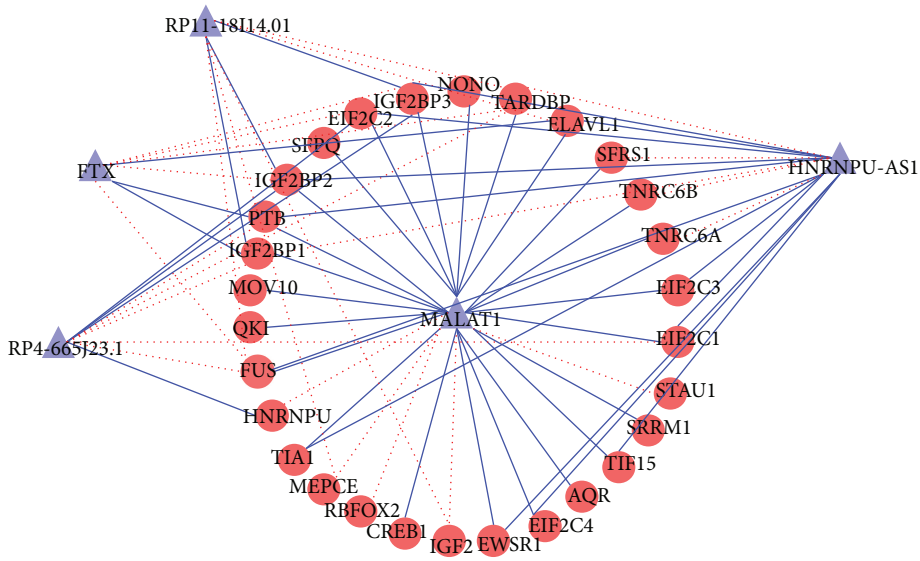 RP11-18I14.01
NONO
IGF2BP3
TARDBP
EIF2C2
ELAVL1
SFPQ
SFRS1
FTX
HNRNPU-AS1
IGF2BP2
TNRC6B
PTB
TNRC6A
IGF2BP1
MOV10
EIF2C3
MALAT1
QKI
EIF2C1
RP4-665J23.1
FUS
STAU1
HNRNPU
SRRM1
TIA1
TIF15
MEPCE
AQR
RBFOX2
EIF2C4
CREB1
IGF2
EWSR1